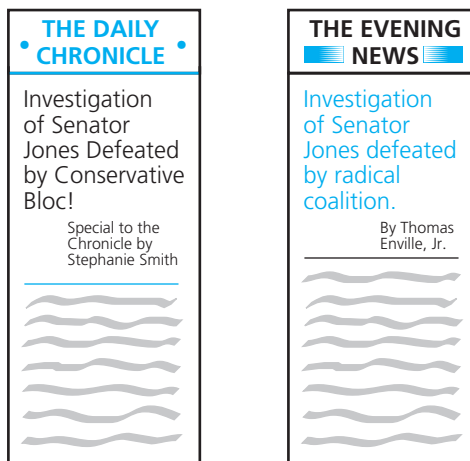 THE DAILY
CHRONICLE
Investigation
of Senator
Jones Defeated
by Conservative
Bloc!
Special to the
Chronicle by
Stephanie Smith
THE EVENING
NEWS
Investigation
of Senator
Jones defeated
by radical
coalition.
By Thomas
Enville, Jr.